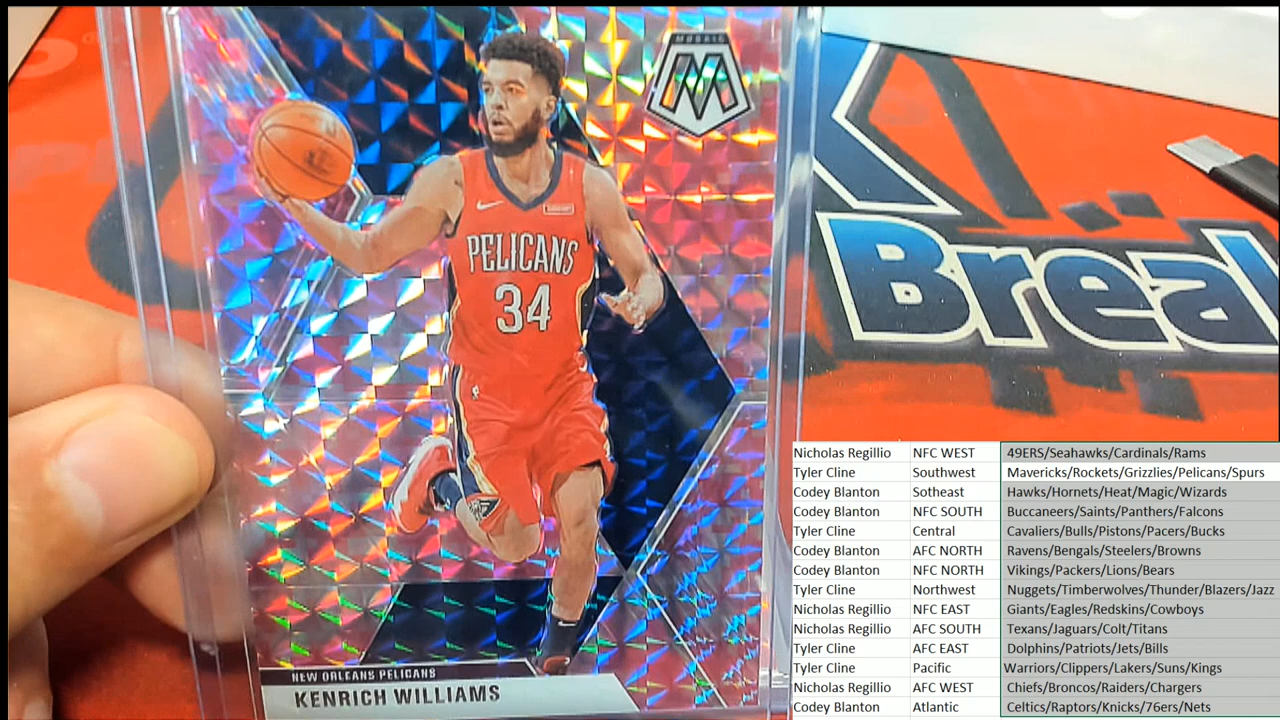 MOSAIC
M
PELICANS
34
NEW ORLEANS PELICANS
KENRICH WILLIAMS
Break
Nicholas Regillio NFC WEST 49ERS/Seahawks/Cardinals/Rams
Tyler Cline Southwest Mavericks/Rockets/Grizzlies/Pelicans/Spurs
Codey Blanton Sotheast Hawks/Hornets/Heat/Magic/Wizards
Codey Blanton NFC SOUTH Buccaneers/Saints/Panthers/Falcons
Tyler Cline Central Cavaliers/Bulls/Pistons/Pacers/Bucks
Codey Blanton AFC NORTH Ravens/Bengals/Steelers/Browns
Codey Blanton NFC NORTH Vikings/Packers/Lions/Bears
Tyler Cline Northwest Nuggets/Timberwolves/Thunder/Blazers/Jazz
Nicholas Regillio NFC EAST Giants/Eagles/Redskins/Cowboys
Nicholas Regillio AFC SOUTH Texans/Jaguars/Colt/Titans
Tyler Cline AFC EAST Dolphins/Patriots/Jets/Bills
Tyler Cline Pacific Warriors/Clippers/Lakers/Suns/Kings
Nicholas Regillio AFC WEST Chiefs/Broncos/Raiders/Chargers
Codey Blanton Atlantic Celtics/Raptors/Knicks/76ers/Nets